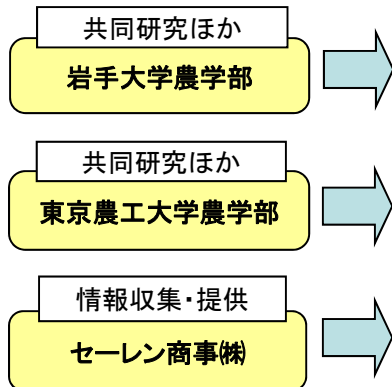 共同研究ほか
岩手大学農学部
共同研究ほか
東京農工大学農学部
情報収集・提供
セーレン商事㈱